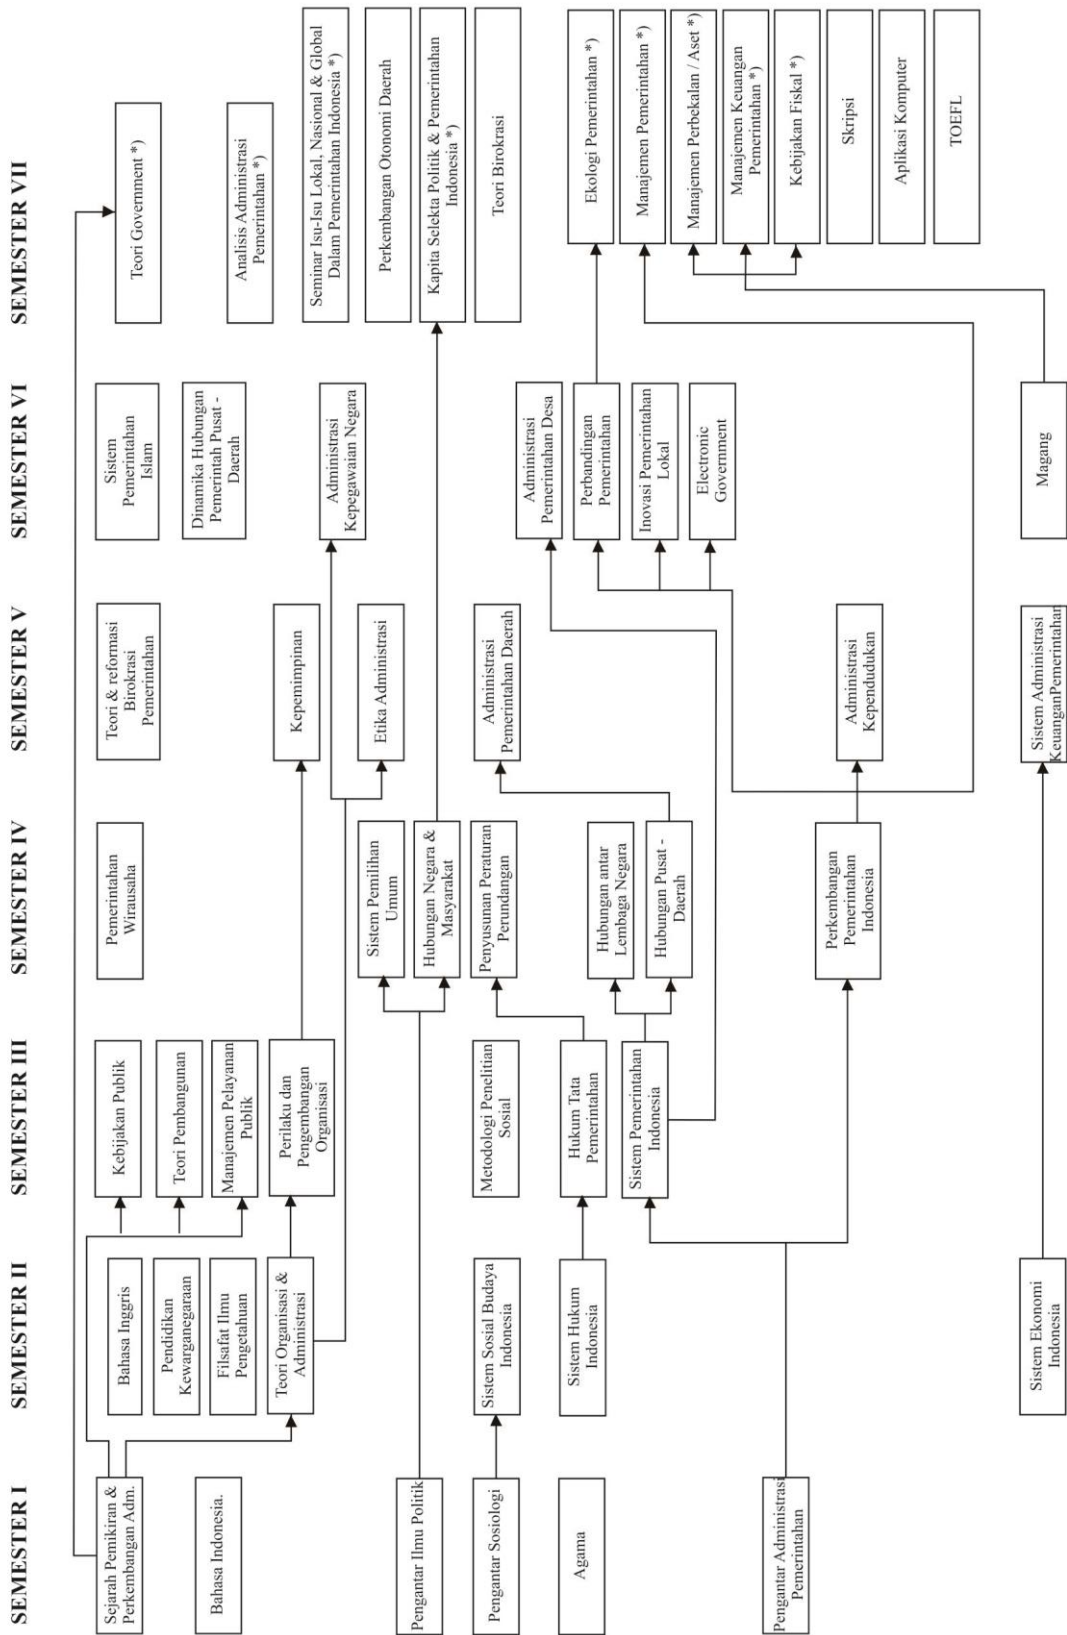 SEMESTER I
Sejarah Pemikiran &
Perkembangan Adm.
Bahasa Indonesia.
Pengantar Ilmu Politik
Pengantar Sosiologi
Agama
Pengantar Administrasi
Pemerintahan
SEMESTER II
Bahasa Inggris
Pendidikan
Kewarganegaraan
Filsafat Ilmu
Pengetahuan
Teori Organisasi &
Administrasi
Sistem Sosial Budaya
Indonesia
Sistem Hukum
Indonesia
Sistem Ekonomi
Indonesia
SEMESTER III
Kebijakan Publik
Teori Pembangunan
Manajemen Pelayanan
Publik
Perilaku dan
Pengembangan
Organisasi
Metodologi Penelitian
Sosial
Hukum Tata
Pemerintahan
Sistem Pemerintahan
Indonesia
SEMESTER IV
Pemerintahan
Wirausaha
Sistem Pemilihan
Umum
Hubungan Negara &
Masyarakat
Penyusunan Peraturan
Perundangan
Hubungan antar
Lembaga Negara
Hubungan Pusat -
Daerah
Perkembangan
Pemerintahan
Indonesia
SEMESTER V
Teori & reformasi
Birokrasi
Pemerintahan
Kepemimpinan
Etika Administrasi
Administrasi
Pemerintahan Daerah
Administrasi
Kependudukan
Sistem Administrasi
KeuanganPemerintahan
SEMESTER VI
Sistem
Pemerintahan
Islam
Dinamika Hubungan
Pemerintah Pusat -
Daerah
Administrasi
Kepegawaian Negara
Administrasi
Pemerintahan Desa
Perbandingan
Pemerintahan
Inovasi Pemerintahan
Lokal
Electronic
Government
Magang
SEMESTER VII
Teori Government *)
Analisis Administrasi
Pemerintahan *)
Seminar Isu-Isu Lokal, Nasional & Global
Dalam Pemerintahan Indonesia *)
Perkembangan Otonomi Daerah
Kapita Selekta Politik & Pemerintahan
Indonesia *)
Teori Birokrasi
Ekologi Pemerintahan *)
Manajemen Pemerintahan *)
Manajemen Perbekalan / Aset *)
Manajemen Keuangan
Pemerintahan *)
Kebijakan Fiskal *)
Skripsi
Aplikasi Komputer
TOEFL